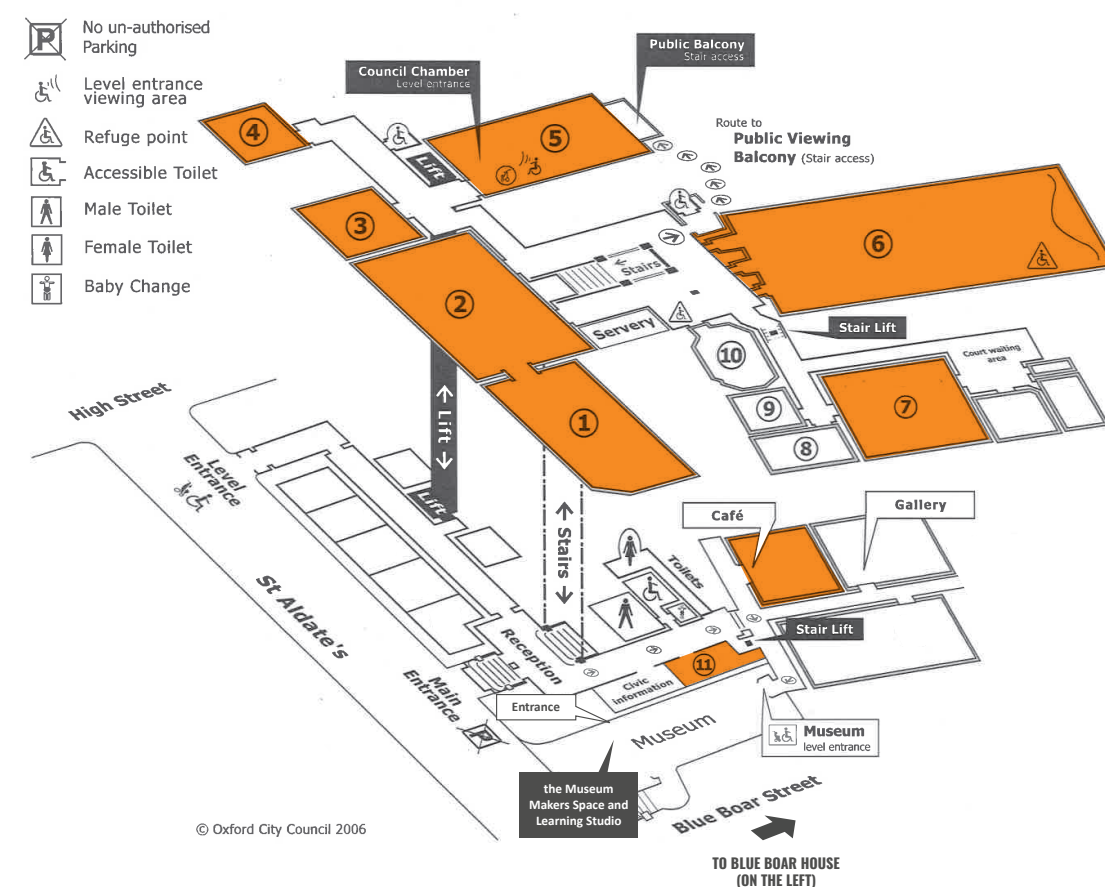 P
No un-authorised
Parking
Level entrance
viewing area
Refuge point
Accessible Toilet
Male Toilet
Female Toilet
Baby Change
Public Balcony
Stair access
Council Chamber
Level entrance
Route to
Public Viewing
Balcony (Stair access)
4
5
Lift
3
6
2
Stairs
Servery
Stair Lift
10
Court waiting
area
9
7
1
8
High Street
Lift
Level
Entrance
Lift
Café
Gallery
Stairs
Toilets
St Aldate's
Reception
Stair Lift
11
Civic
information
Main
Entrance
Entrance
P
Museum
Museum
level entrance
the Museum
Makers Space and
Learning Studio
Blue Boar Street
© Oxford City Council 2006
TO BLUE BOAR HOUSE
(ON THE LEFT)